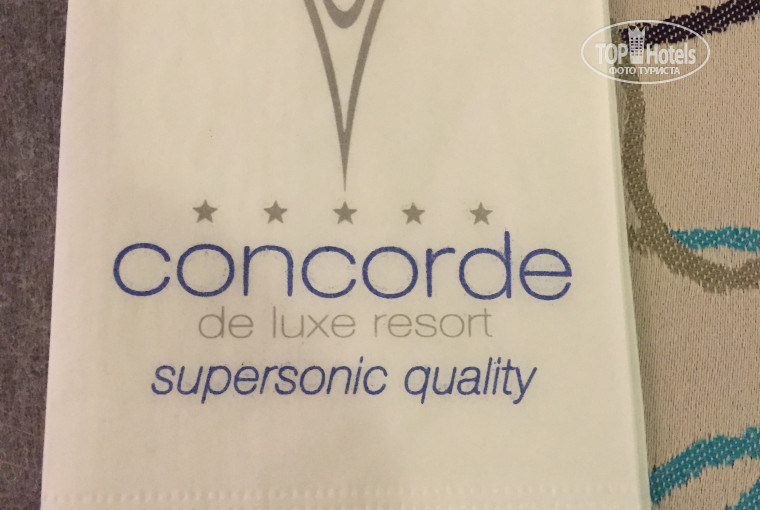 TOP Hotels
ФОТО ТУРИСТА
concorde
de luxe resort
supersonic quality